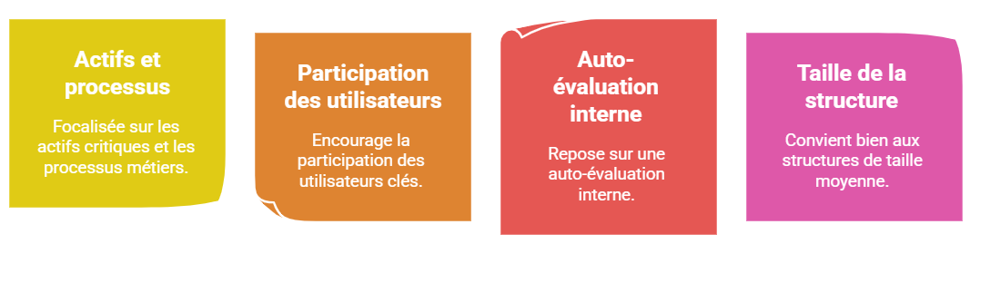 Actifs et
processus
Focalisée sur les
actifs critiques et les
processus métiers.
Participation
des utilisateurs
Encourage la
participation des
utilisateurs clés.
Auto-
évaluation
interne
Repose sur une
auto-évaluation
interne.
Taille de la
structure
Convient bien aux
structures de taille
moyenne.